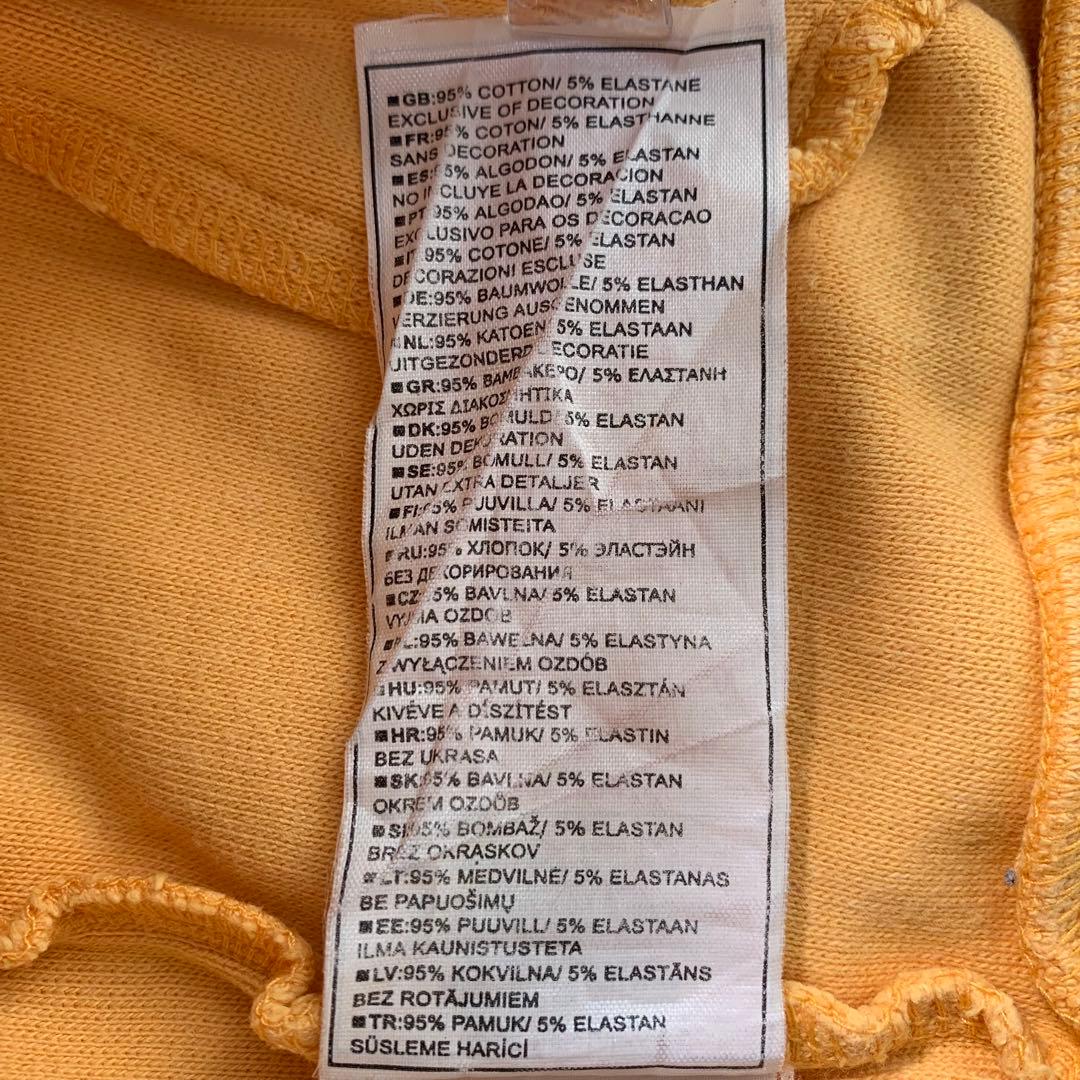 ■GB:95% COTTON/ 5% ELASTANE
EXCLUSIVE OF DECORATION
■FR:95% COTON/ 5% ELASTHANNE
SANS DECORATION
■ES:95% ALGODON/ 5% ELASTAN
NO INCLUYE LA DECORACION
■PT:95% ALGODAO/ 5% ELASTAN
EXCLUSIVO PARA OS DECORACAO
■IT:95% COTONE/ 5% ELASTAN
DECORAZIONI ESCLUSE
■DE:95% BAUMWOLLE/ 5% ELASTHAN
VERZIERUNG AUSGENOMMEN
■NL:95% KATOEN/ 5% ELASTAAN
UITGEZONDERD DECORATIE
■GR:95% ΒΑΜΒΑΚΕΡΟ/ 5% ΕΛΑΣΤΑΝΗ
ΧΩΡΙΣ ΔΙΑΚΟΣΜΗΤΙΚΑ
■DK:95% BOMULD/ 5% ELASTAN
UDEN DEKORATION
■SE:95% BOMULL/ 5% ELASTAN
UTAN EXTRA DETALJER
■FI:95% PUUVILLA/ 5% ELASTAANI
ILMAN SOMISTEITA
■RU:95% ХЛОПОК/ 5% ЭЛАСТЭЙН
БЕЗ ДЕКОРИРОВАНИЯ
■CZ:95% BAVLNA/ 5% ELASTAN
VYJMA OZDOB
■PL:95% BAWEŁNA/ 5% ELASTYNA
Z WYŁĄCZENIEM OZDÓB
■HU:95% PAMUT/ 5% ELASZTÁN
KIVÉVE A DÍSZÍTÉST
■HR:95% PAMUK/ 5% ELASTIN
BEZ UKRASA
■SK:95% BAVLNA/ 5% ELASTAN
OKREM OZDÔB
■SI:95% BOMBAŽ/ 5% ELASTAN
BREZ OKRASKOV
■LT:95% MEDVILNĖ/ 5% ELASTANAS
BE PAPUOŠIMŲ
■EE:95% PUUVILL/ 5% ELASTAAN
ILMA KAUNISTUSTETA
■LV:95% KOKVILNA/ 5% ELASTĀNS
BEZ ROTĀJUMIEM
■TR:95% PAMUK/ 5% ELASTAN
SÜSLEME HARİCİ